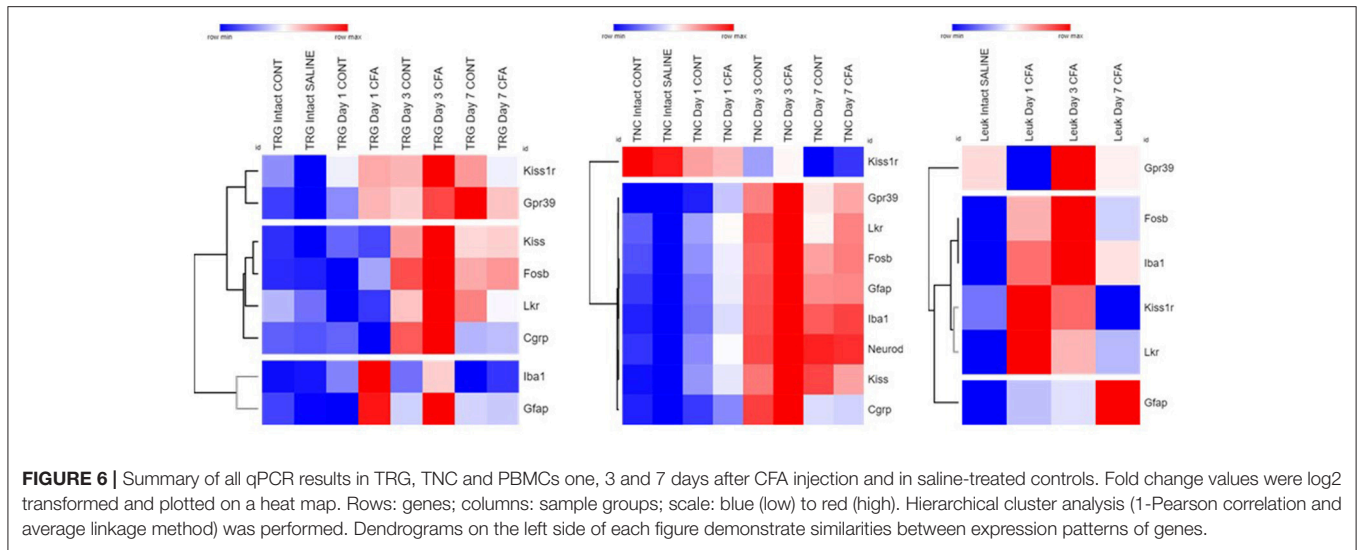 row min row max
TRG Intact CONT
TRG Intact SALINE
TRG Day 1 CONT
TRG Day 1 CFA
TRG Day 3 CONT
TRG Day 3 CFA
TRG Day 7 CONT
TRG Day 7 CFA
id
id
Kiss1r
Gpr39
Kiss
Fosb
Lkr
Cgrp
Iba1
Gfap
row min row max
TNC Intact CONT
TNC Intact SALINE
TNC Day 1 CONT
TNC Day 1 CFA
TNC Day 3 CONT
TNC Day 3 CFA
TNC Day 7 CONT
TNC Day 7 CFA
id
id
Kiss1r
Gpr39
Lkr
Fosb
Gfap
Iba1
Neurod
Kiss
Cgrp
row min row max
Leuk Intact SALINE
Leuk Day 1 CFA
Leuk Day 3 CFA
Leuk Day 7 CFA
id
id
Gpr39
Fosb
Iba1
Kiss1r
Lkr
Gfap
FIGURE 6 | Summary of all qPCR results in TRG, TNC and PBMCs one, 3 and 7 days after CFA injection and in saline-treated controls. Fold change values were log2
transformed and plotted on a heat map. Rows: genes; columns: sample groups; scale: blue (low) to red (high). Hierarchical cluster analysis (1-Pearson correlation and
average linkage method) was performed. Dendrograms on the left side of each figure demonstrate similarities between expression patterns of genes.